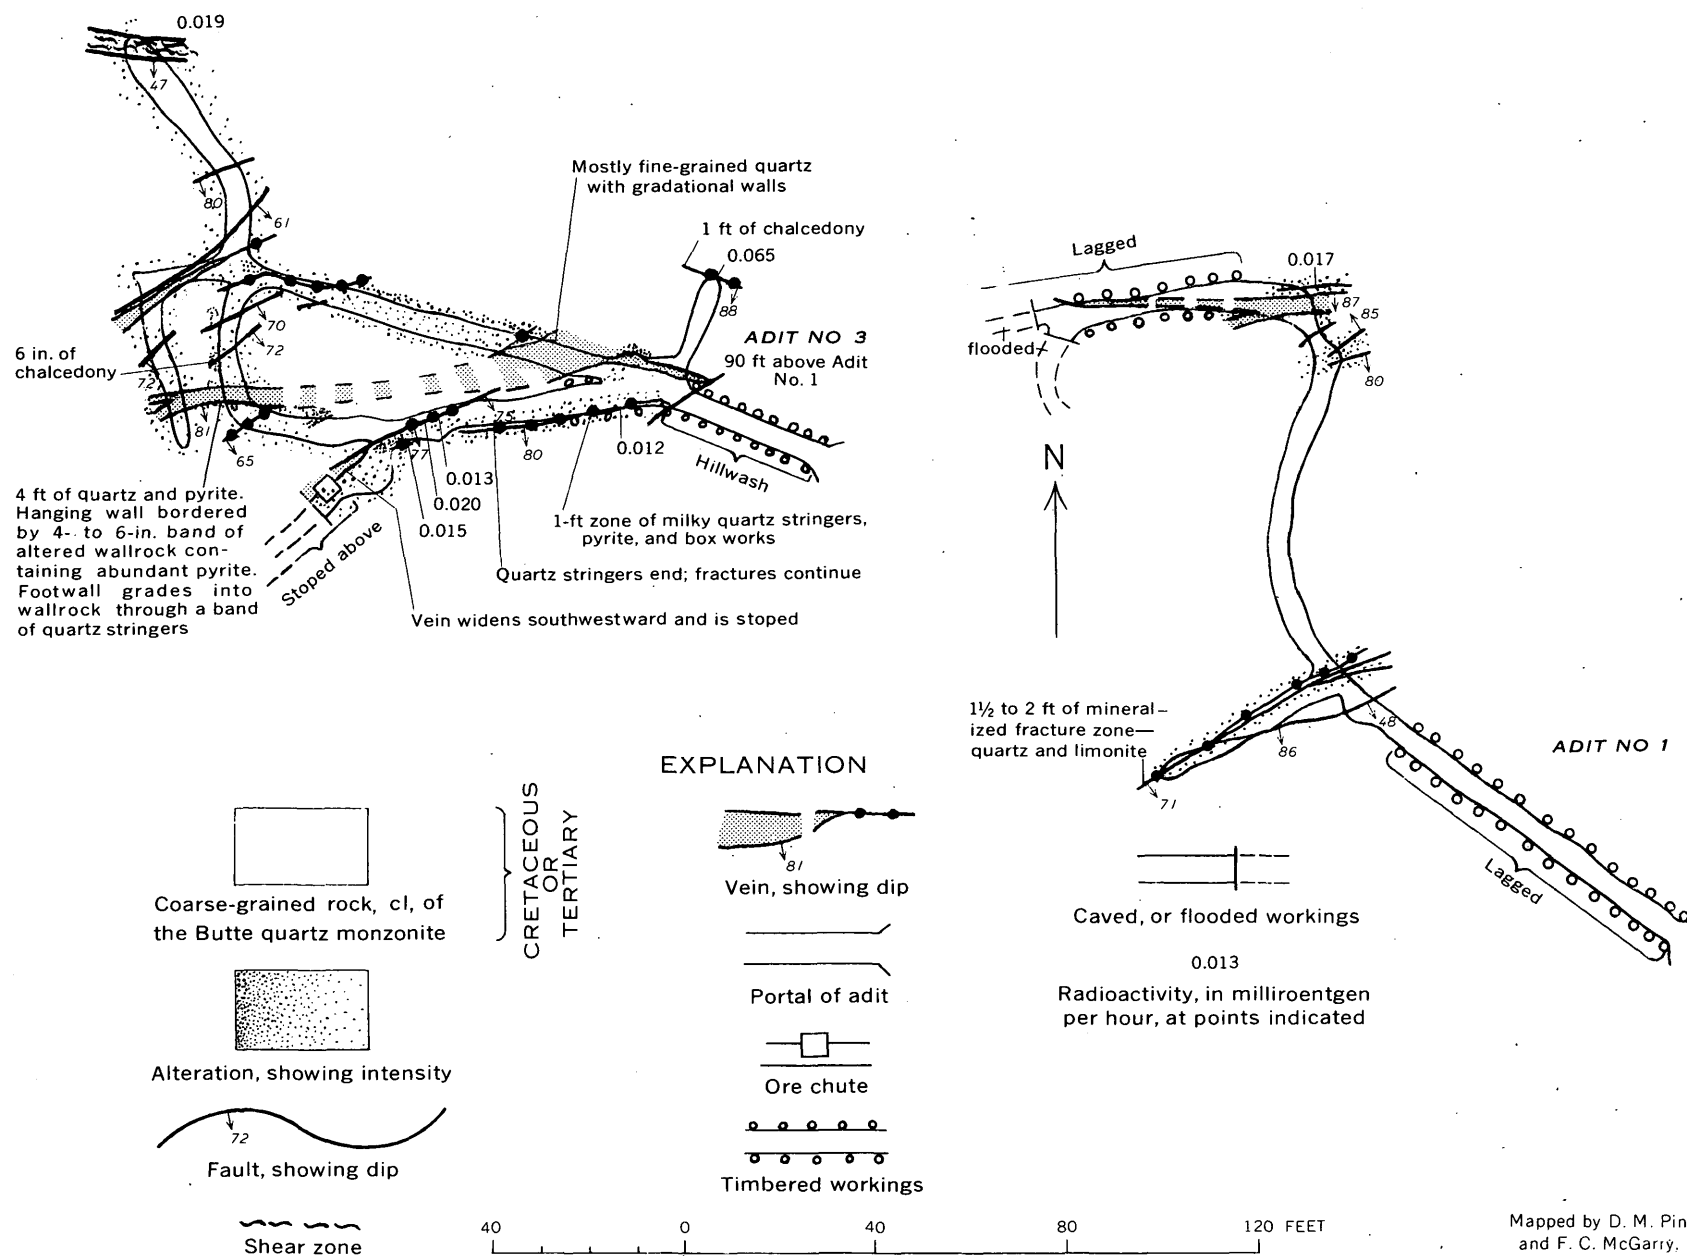 0.019
47
80
61
Mostly fine-grained quartz
with gradational walls
1 ft of chalcedony
0.065
88
ADIT NO 3
90 ft above Adit
No. 1
70
72
6 in. of
chalcedony
72
81
65
75
77
80
0.012
Hillwash
0.013
0.020
0.015
4 ft of quartz and pyrite.
Hanging wall bordered
by 4- to 6-in. band of
altered wallrock con-
taining abundant pyrite.
Footwall grades into
wallrock through a band
of quartz stringers
Stoped above
1-ft zone of milky quartz stringers,
pyrite, and box works
Quartz stringers end; fractures continue
Vein widens southwestward and is stoped
Lagged
0.017
87
85
80
flooded
N
1½ to 2 ft of mineral-
ized fracture zone—
quartz and limonite
48
86
71
ADIT NO 1
Lagged
EXPLANATION
Coarse-grained rock, cl, of
the Butte quartz monzonite
CRETACEOUS
OR
TERTIARY
Alteration, showing intensity
72
Fault, showing dip
Shear zone
81
Vein, showing dip
Portal of adit
Ore chute
Timbered workings
Caved, or flooded workings
0.013
Radioactivity, in milliroentgen
per hour, at points indicated
40 0 40 80 120 FEET
Mapped by D. M. Pin
and F. C. McGarry,